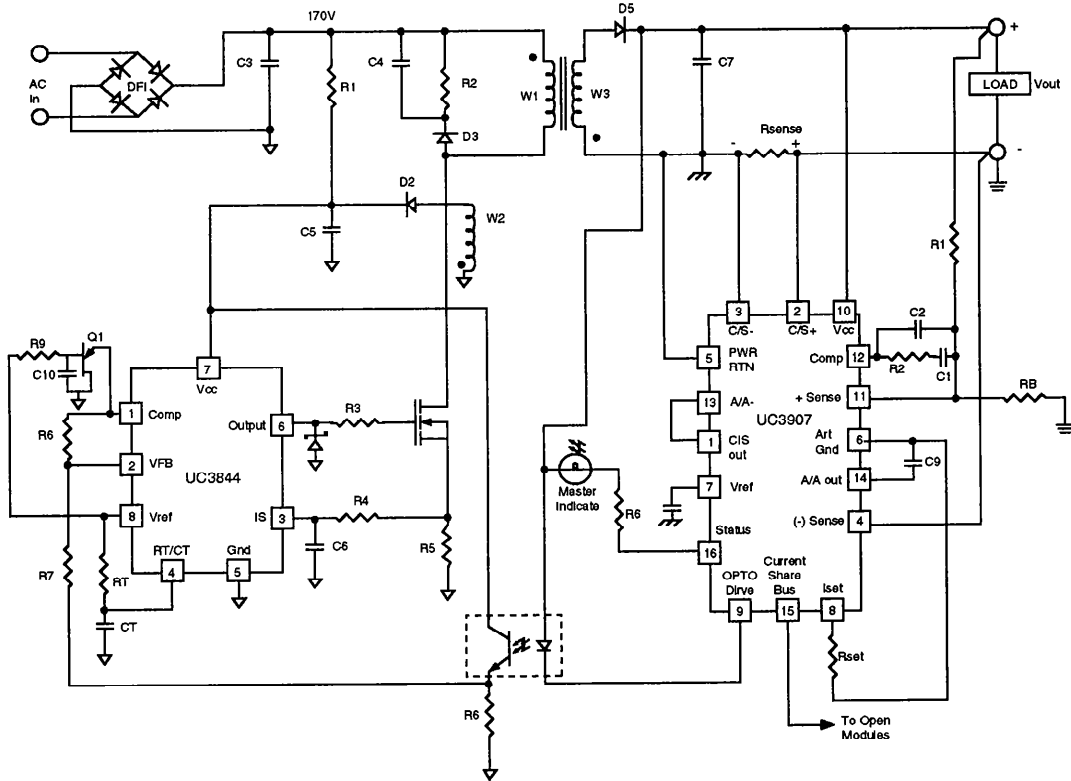 170V
D5
+
AC
In
DFI
C3
C4
R1
R2
W1
W3
C7
LOAD
Vout
D3
-
Rsense
+
-
D2
W2
C5
R1
Q1
R9
C10
7
Vcc
3
C/S-
2
C/S+
10
Vcc
C2
5
PWR
RTN
Comp
12
R2
C1
1
Comp
Output
6
R3
13
A/A-
+ Sense
11
RB
UC3907
R6
2
VFB
1
CIS
out
Art
Gnd
6
C9
UC3844
Master
Indicate
7
Vref
A/A out
14
8
Vref
IS
3
R4
R6
(-) Sense
4
Status
16
C6
R5
RT/CT
4
Gnd
5
R7
RT
OPTO
Dirve
9
Current
Share
Bus
15
Iset
8
CT
Rset
R6
To Open
Modules